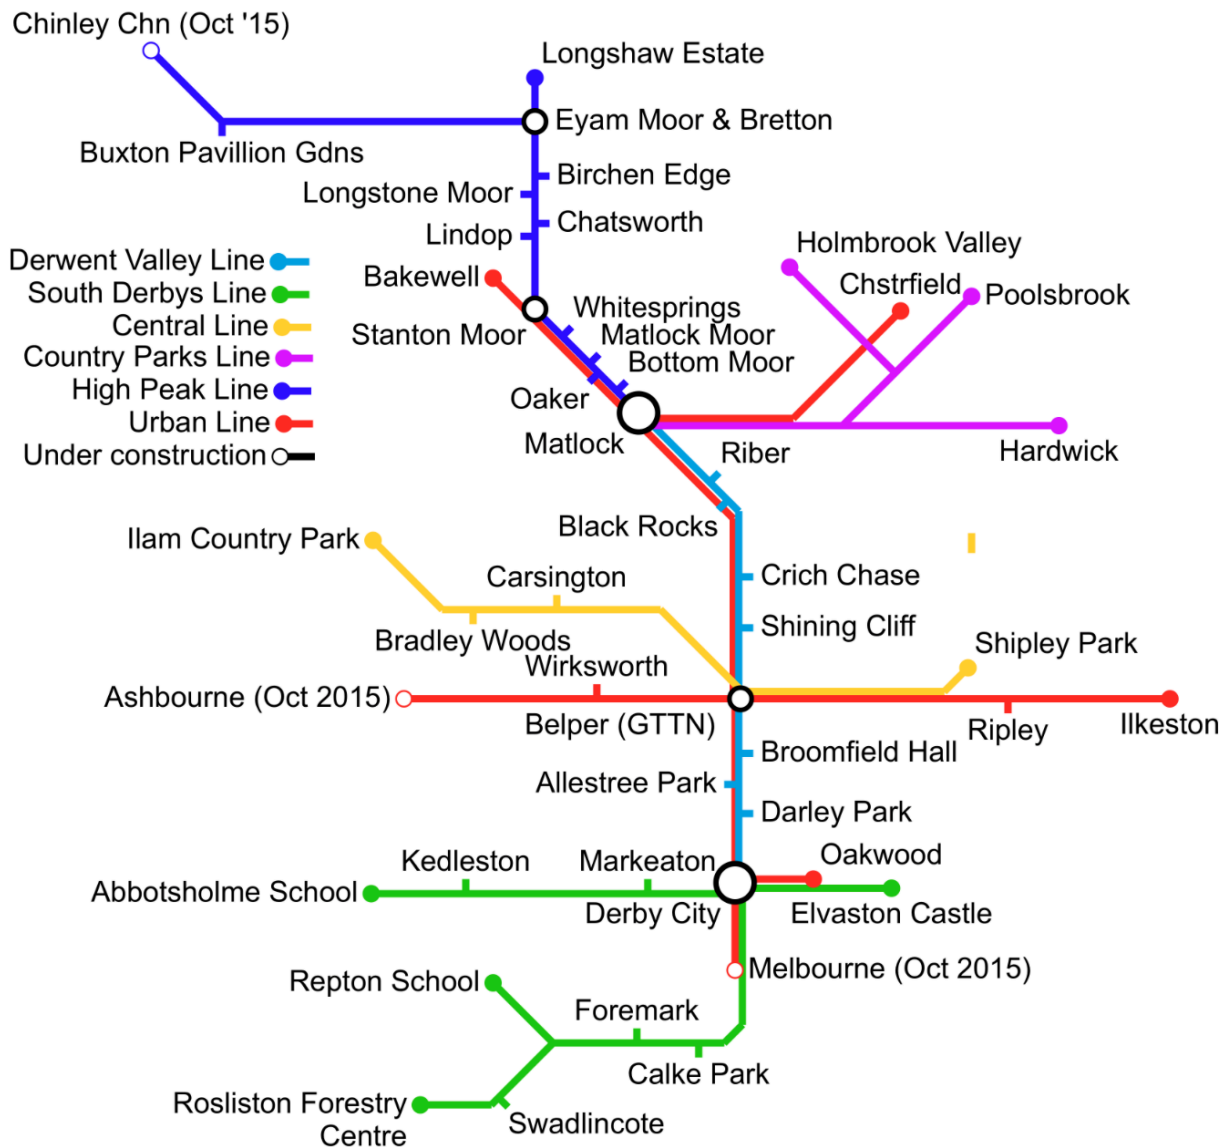 Chinley Chn (Oct '15)
Longshaw Estate
Eyam Moor & Bretton
Buxton Pavillion Gdns
Birchen Edge
Longstone Moor
Chatsworth
Lindop
Holmbrook Valley
Derwent Valley Line
Bakewell
Chstrfield
Poolsbrook
South Derbys Line
Whitesprings
Central Line
Stanton Moor
Matlock Moor
Country Parks Line
Bottom Moor
High Peak Line
Oaker
Urban Line
Matlock
Riber
Hardwick
Under construction
Black Rocks
Ilam Country Park
Carsington
Crich Chase
Bradley Woods
Shining Cliff
Shipley Park
Wirksworth
Ashbourne (Oct 2015)
Belper (GTTN)
Ripley
Ilkeston
Broomfield Hall
Allestree Park
Darley Park
Kedleston
Markeaton
Oakwood
Abbotsholme School
Derby City
Elvaston Castle
Melbourne (Oct 2015)
Repton School
Foremark
Calke Park
Rosliston Forestry
Centre
Swadlincote